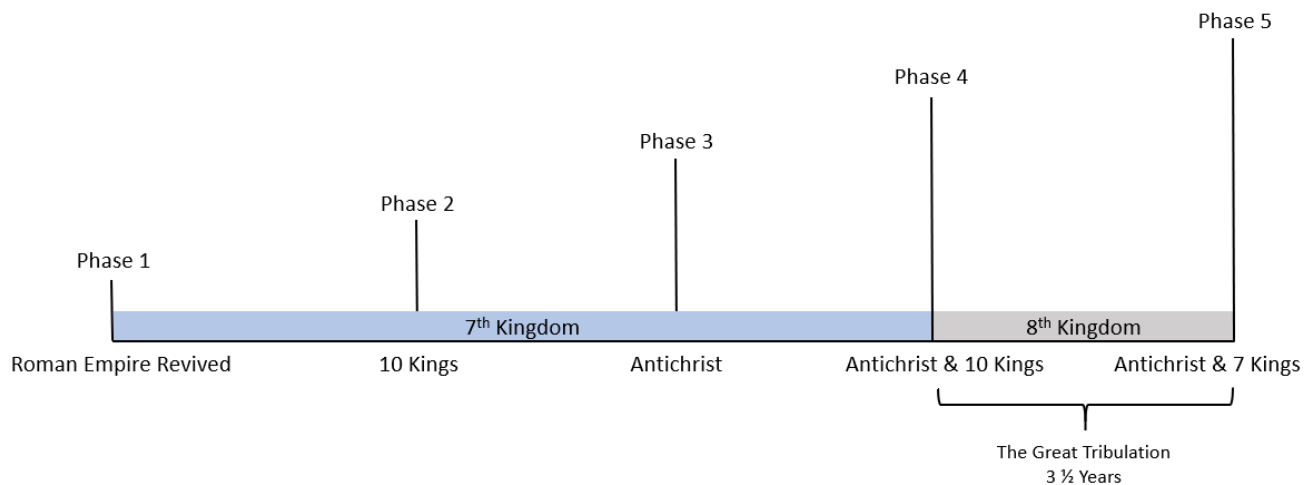 Phase 5
Phase 4
Phase 3
Phase 2
Phase 1
7th Kingdom
8th Kingdom
Roman Empire Revived
10 Kings
Antichrist
Antichrist & 10 Kings
Antichrist & 7 Kings
The Great Tribulation
3 ½ Years